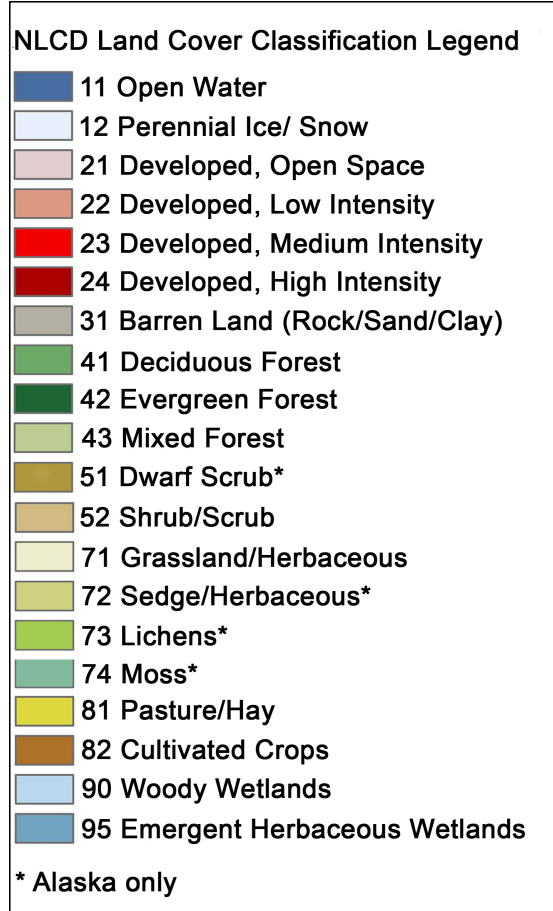 NLCD Land Cover Classification Legend
11 Open Water
12 Perennial Ice/ Snow
21 Developed, Open Space
22 Developed, Low Intensity
23 Developed, Medium Intensity
24 Developed, High Intensity
31 Barren Land (Rock/Sand/Clay)
41 Deciduous Forest
42 Evergreen Forest
43 Mixed Forest
51 Dwarf Scrub*
52 Shrub/Scrub
71 Grassland/Herbaceous
72 Sedge/Herbaceous*
73 Lichens*
74 Moss*
81 Pasture/Hay
82 Cultivated Crops
90 Woody Wetlands
95 Emergent Herbaceous Wetlands
* Alaska only